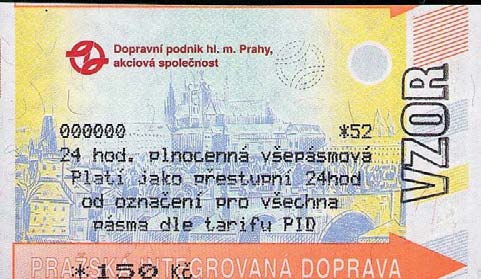 Dopravní podnik hl. m. Prahy,
akciová společnost
000000 *52
24 hod. plnocenná všepásmová
Platí jako přestupní 24hod
od označení pro všechna
pásma dle tarifu PID
VZOR
PRAŽSKÁ INTEGROVANÁ DOPRAVA
*150 Kč